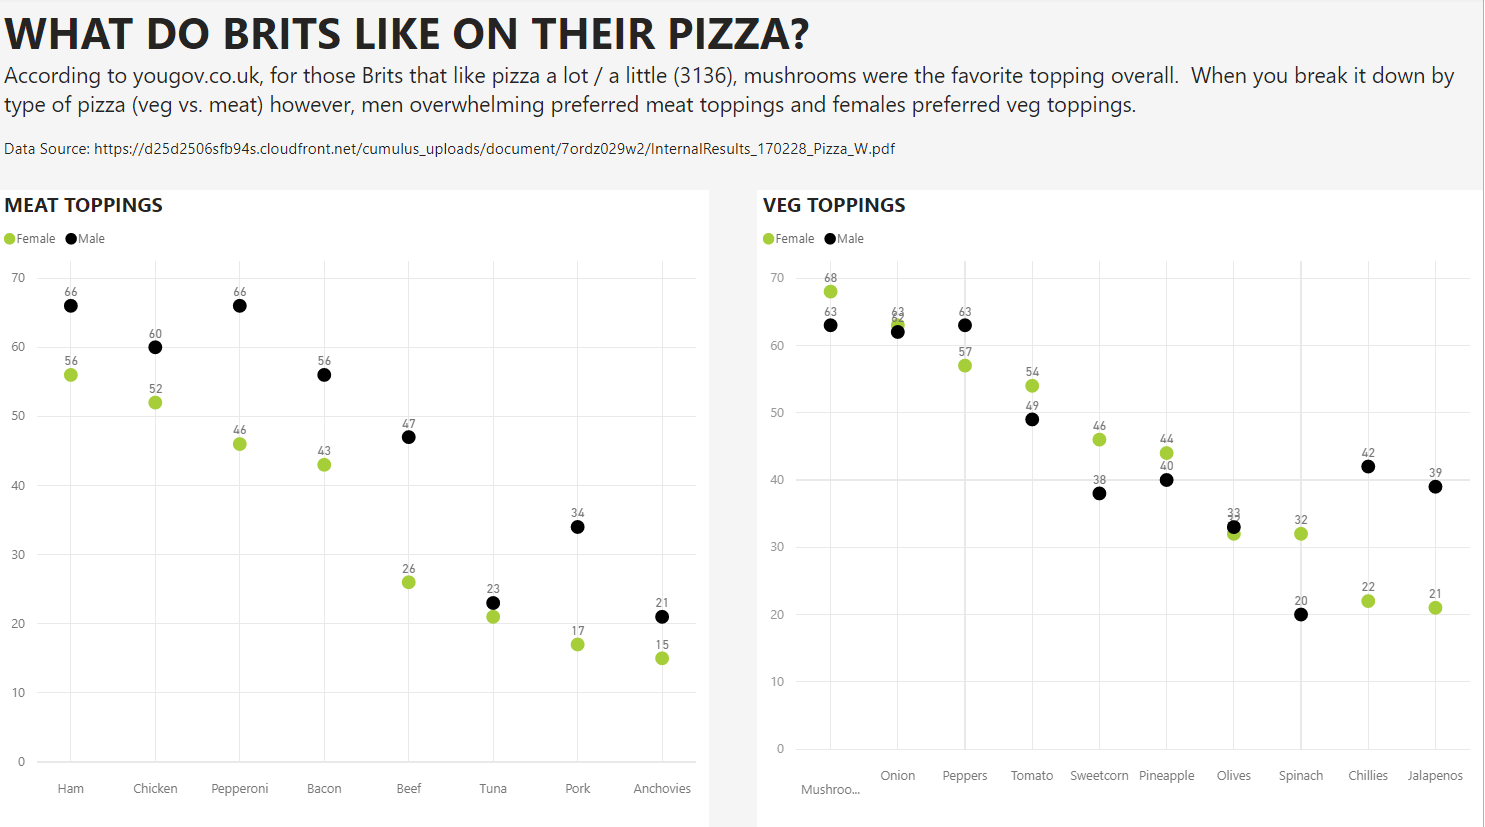 WHAT DO BRITS LIKE ON THEIR PIZZA?
According to yougov.co.uk, for those Brits that like pizza a lot / a little (3136), mushrooms were the favorite topping overall.  When you break it down by
type of pizza (veg vs. meat) however, men overwhelming preferred meat toppings and females preferred veg toppings.
Data Source: https://d25d2506sfb94s.cloudfront.net/cumulus_uploads/document/7ordz029w2/InternalResults_170228_Pizza_W.pdf
MEAT TOPPINGS
Female Male
70
60
50
40
30
20
10
0
66 60 66 56 47 23 34 21
56 52 46 43 26 17 15
Ham Chicken Pepperoni Bacon Beef Tuna Pork Anchovies
VEG TOPPINGS
Female Male
70
60
50
40
30
20
10
0
68 63 57 54 46 44 32 32 22 21
63 62 63 49 38 40 33 20 42 39
Mushroo... Onion Peppers Tomato Sweetcorn Pineapple Olives Spinach Chillies Jalapenos